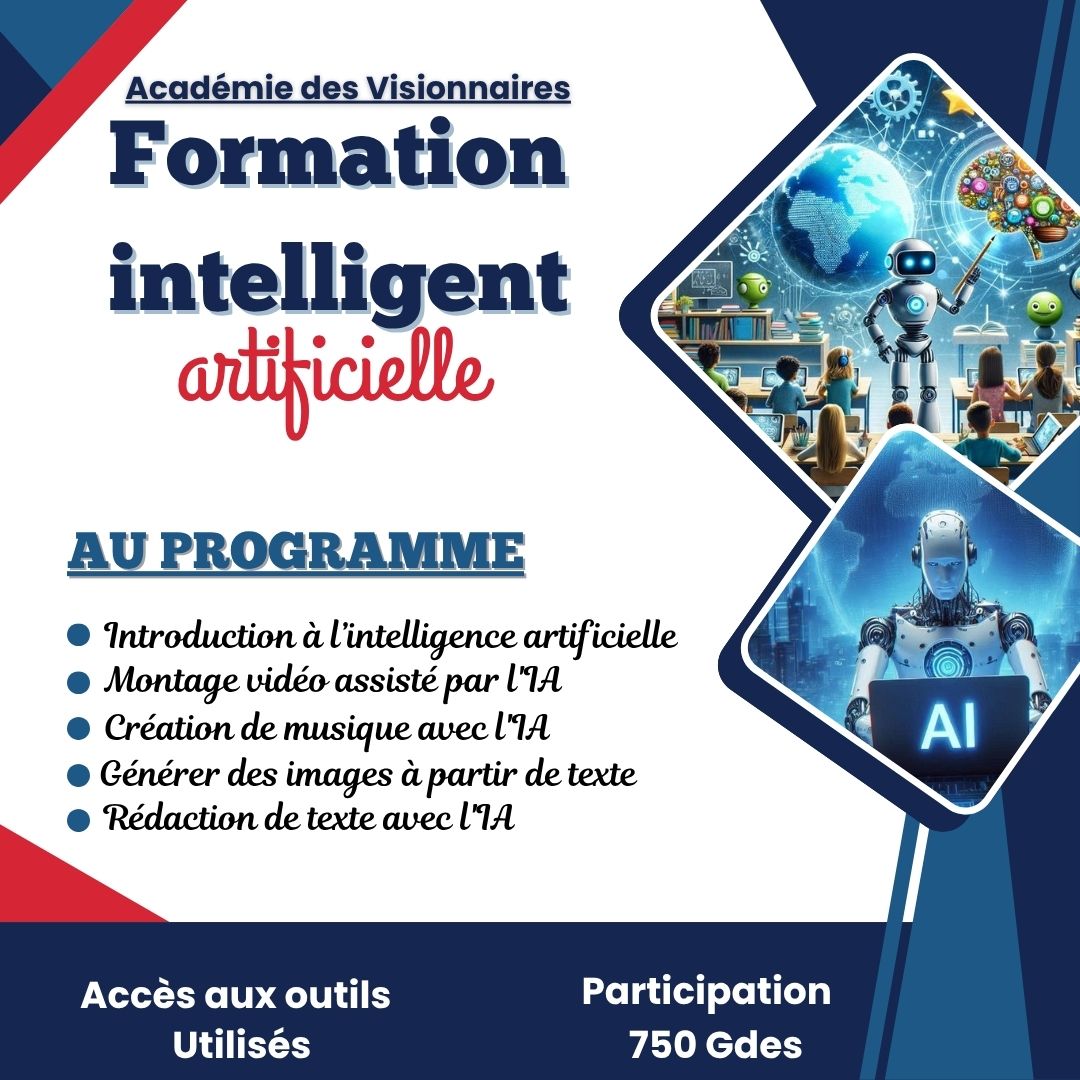 Académie des Visionnaires
Formation
intelligent
artificielle
AU PROGRAMME
Introduction à l'intelligence artificielle
Montage vidéo assisté par l'IA
Création de musique avec l'IA
Générer des images à partir de texte
Rédaction de texte avec l'IA
AI
Accès aux outils
Utilisés
Participation
750 Gdes